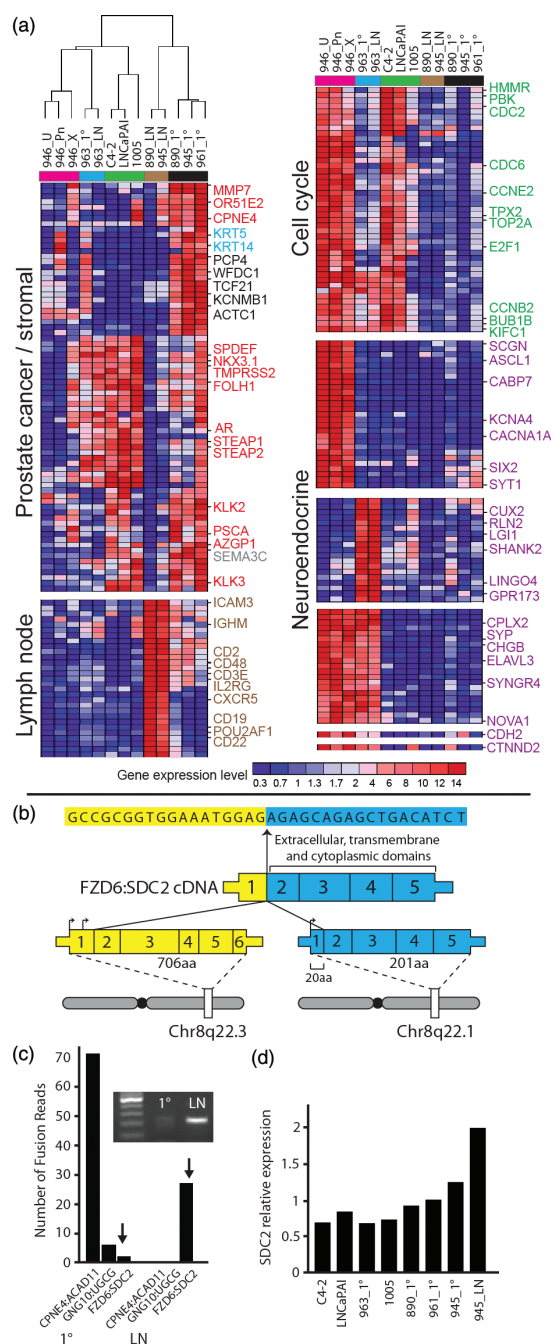 (a)
946_U
946_Pn
946_X
963_1°
963_LN
C4-2
LNCaP.AI
1005
890_LN
945_LN
890_1°
945_1°
961_1°
Prostate cancer / stromal
MMP7
OR51E2
CPNE4
KRT5
KRT14
PCP4
WFDC1
TCF21
KCNMB1
ACTC1
SPDEF
NKX3.1
TMPRSS2
FOLH1
AR
STEAP1
STEAP2
KLK2
PSCA
AZGP1
SEMA3C
KLK3
Lymph node
ICAM3
IGHM
CD2
CD48
CD3E
IL2RG
CXCR5
CD19
POU2AF1
CD22
946_U
946_Pn
946_X
963_1°
963_LN
C4-2
LNCaP.AI
1005
890_LN
945_LN
890_1°
945_1°
961_1°
Cell cycle
HMMR
PBK
CDC2
CDC6
CCNE2
TPX2
TOP2A
E2F1
CCNB2
BUB1B
KIFC1
Neuroendocrine
SCGN
ASCL1
CABP7
KCNA4
CACNA1A
SIX2
SYT1
CUX2
RLN2
LGI1
SHANK2
LINGO4
GPR173
CPLX2
SYP
CHGB
ELAVL3
SYNGR4
NOVA1
CDH2
CTNND2
Gene expression level
0.3 0.7 1 1.3 1.7 2 4 6 8 10 12 14
(b)
GCCGCGGTGGAAATGGAGAGAGCAGAGCTGACATCT
Extracellular, transmembrane
and cytoplasmic domains
FZD6:SDC2 cDNA
1 2 3 4 5
1 2 3 4 5 6
706aa
1 2 3 4 5
20aa
201aa
Chr8q22.3
Chr8q22.1
(c)
Number of Fusion Reads
70
60
50
40
30
20
10
0
1° LN
CPNE4:ACAD11
GNG10:UGCG
FZD6:SDC2
CPNE4:ACAD11
GNG10:UGCG
FZD6:SDC2
1° LN
(d)
SDC2 relative expression
2
1.5
1
0.5
0
C4-2
LNCaP.AI
963_1°
1005
890_1°
961_1°
945_1°
945_LN